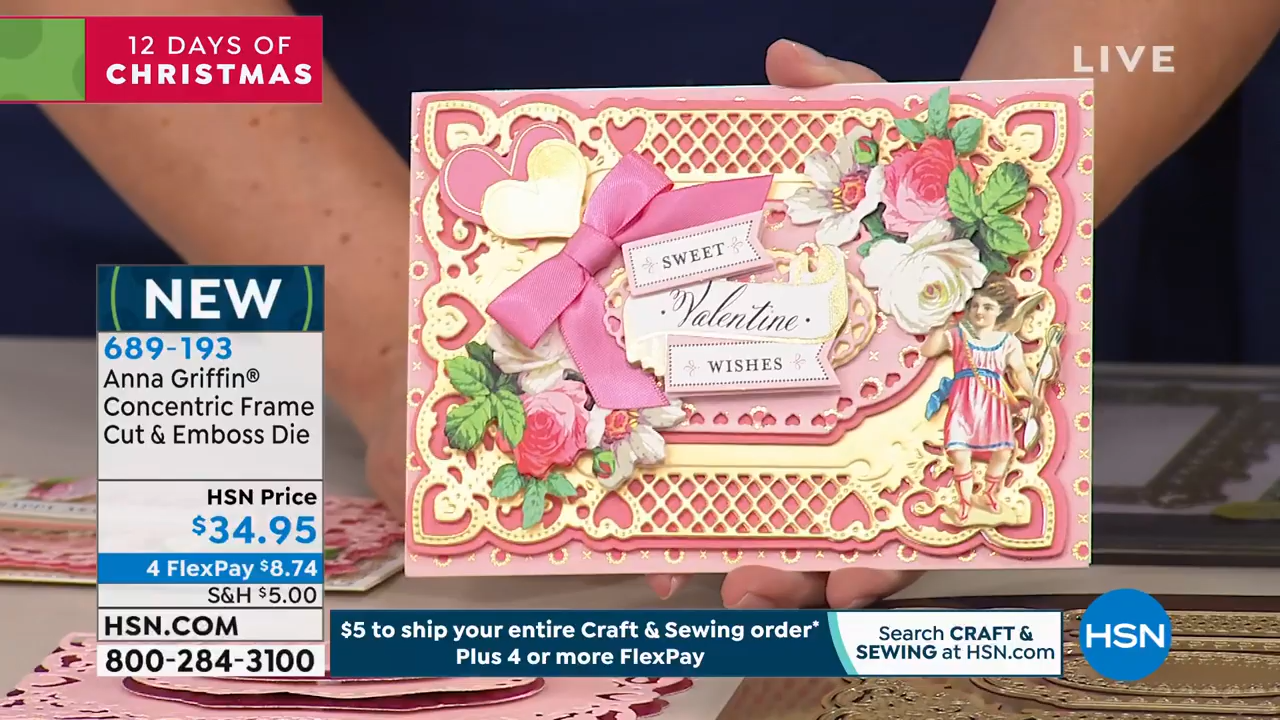 12 DAYS OF
CHRISTMAS
LIVE
SWEET
Valentine
WISHES
NEW
689-193
Anna Griffin®
Concentric Frame
Cut & Emboss Die
HSN Price
$34.95
4 FlexPay $8.74
S&H $5.00
HSN.COM
800-284-3100
$5 to ship your entire Craft & Sewing order*
Plus 4 or more FlexPay
Search CRAFT &
SEWING at HSN.com
HSN